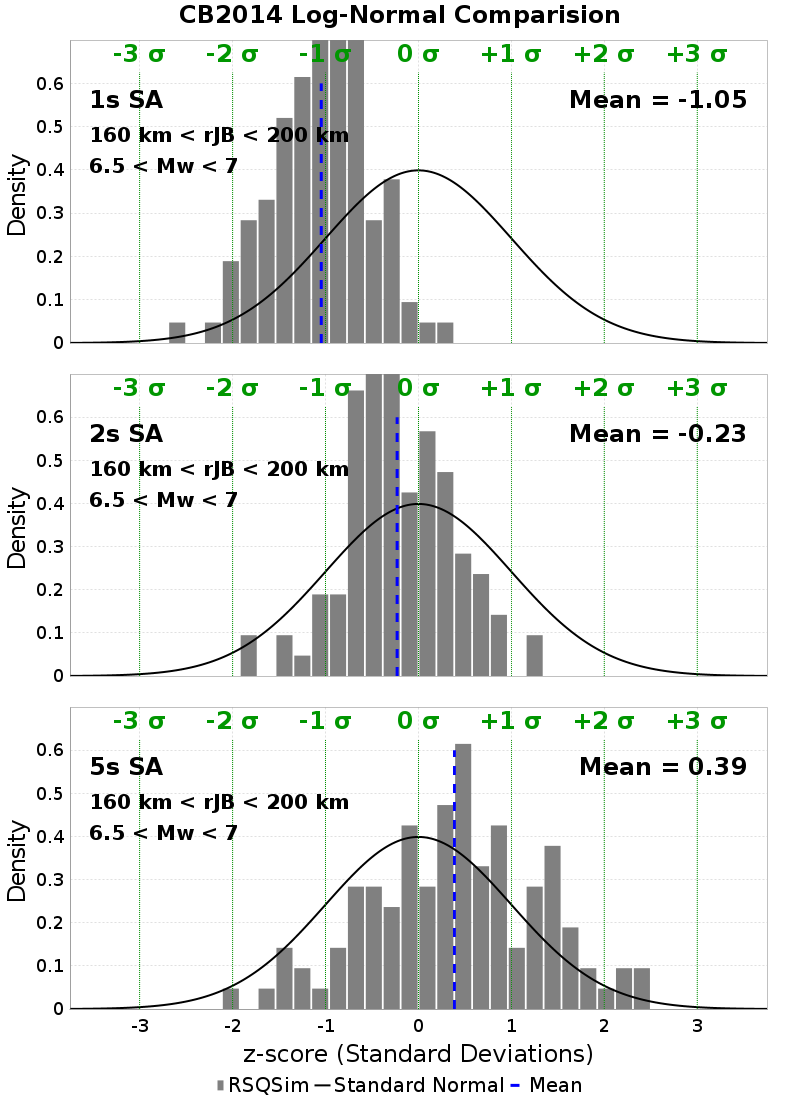 CB2014 Log-Normal Comparision
-3 σ -2 σ -1 σ 0 σ +1 σ +2 σ +3 σ
1s SA
Mean = -1.05
160 km < rJB < 200 km
6.5 < Mw < 7
Density
0.6
0.5
0.4
0.3
0.2
0.1
0
-3 σ -2 σ -1 σ 0 σ +1 σ +2 σ +3 σ
2s SA
Mean = -0.23
160 km < rJB < 200 km
6.5 < Mw < 7
Density
0.6
0.5
0.4
0.3
0.2
0.1
0
-3 σ -2 σ -1 σ 0 σ +1 σ +2 σ +3 σ
5s SA
Mean = 0.39
160 km < rJB < 200 km
6.5 < Mw < 7
Density
0.6
0.5
0.4
0.3
0.2
0.1
0
-3 -2 -1 0 1 2 3
z-score (Standard Deviations)
RSQSim Standard Normal Mean